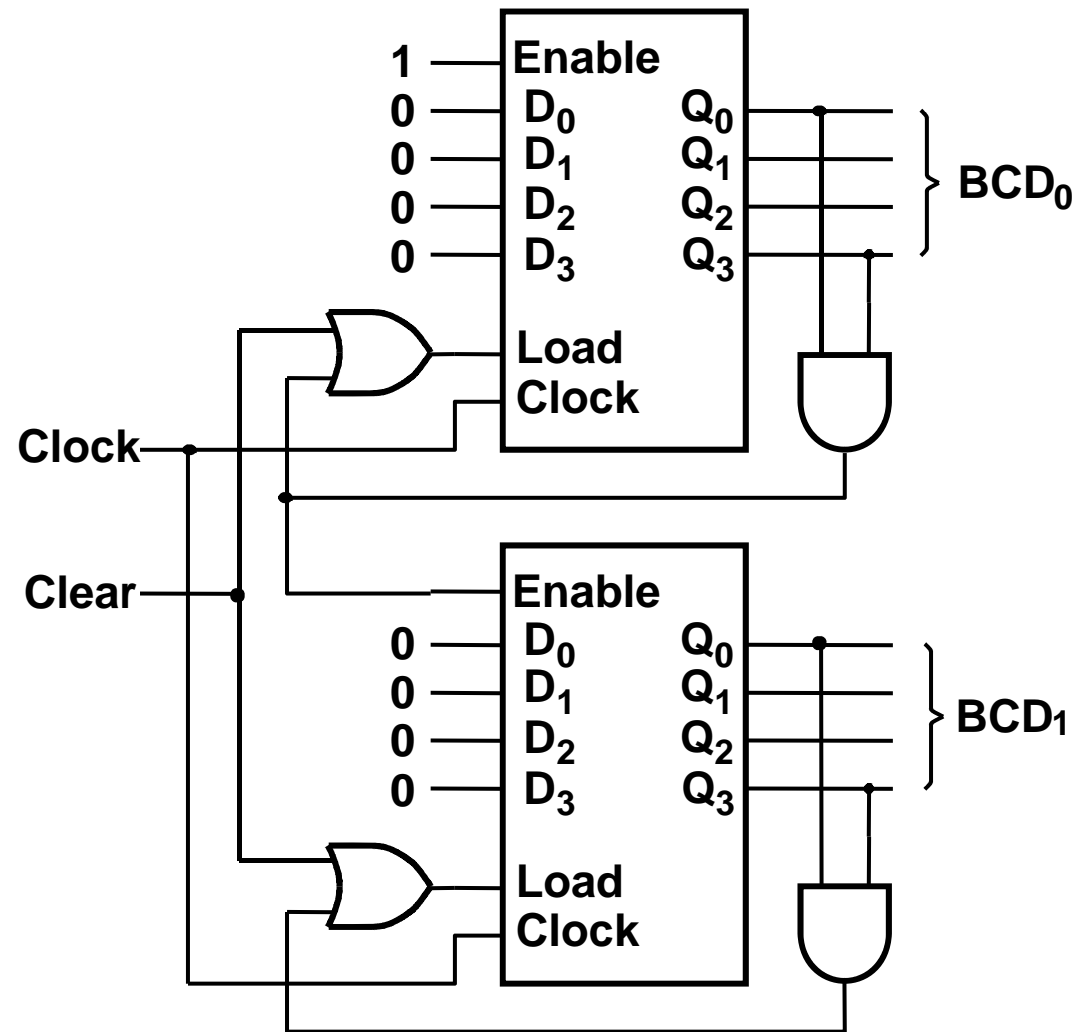 1 Enable
0 D0 Q0
0 D1 Q1
0 D2 Q2
0 D3 Q3
BCD0
Load
Clock
Clock
Clear
Enable
0 D0 Q0
0 D1 Q1
0 D2 Q2
0 D3 Q3
BCD1
Load
Clock